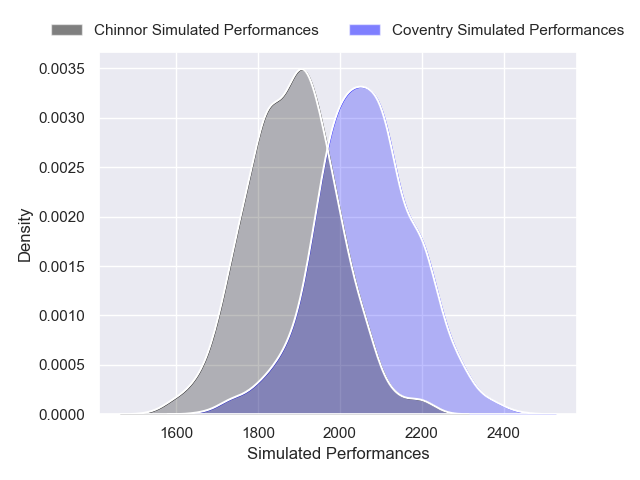 Chinnor Simulated Performances
Coventry Simulated Performances
0.0035
0.0030
0.0025
0.0020
0.0015
0.0010
0.0005
0.0000
Density
1600 1800 2000 2200 2400
Simulated Performances